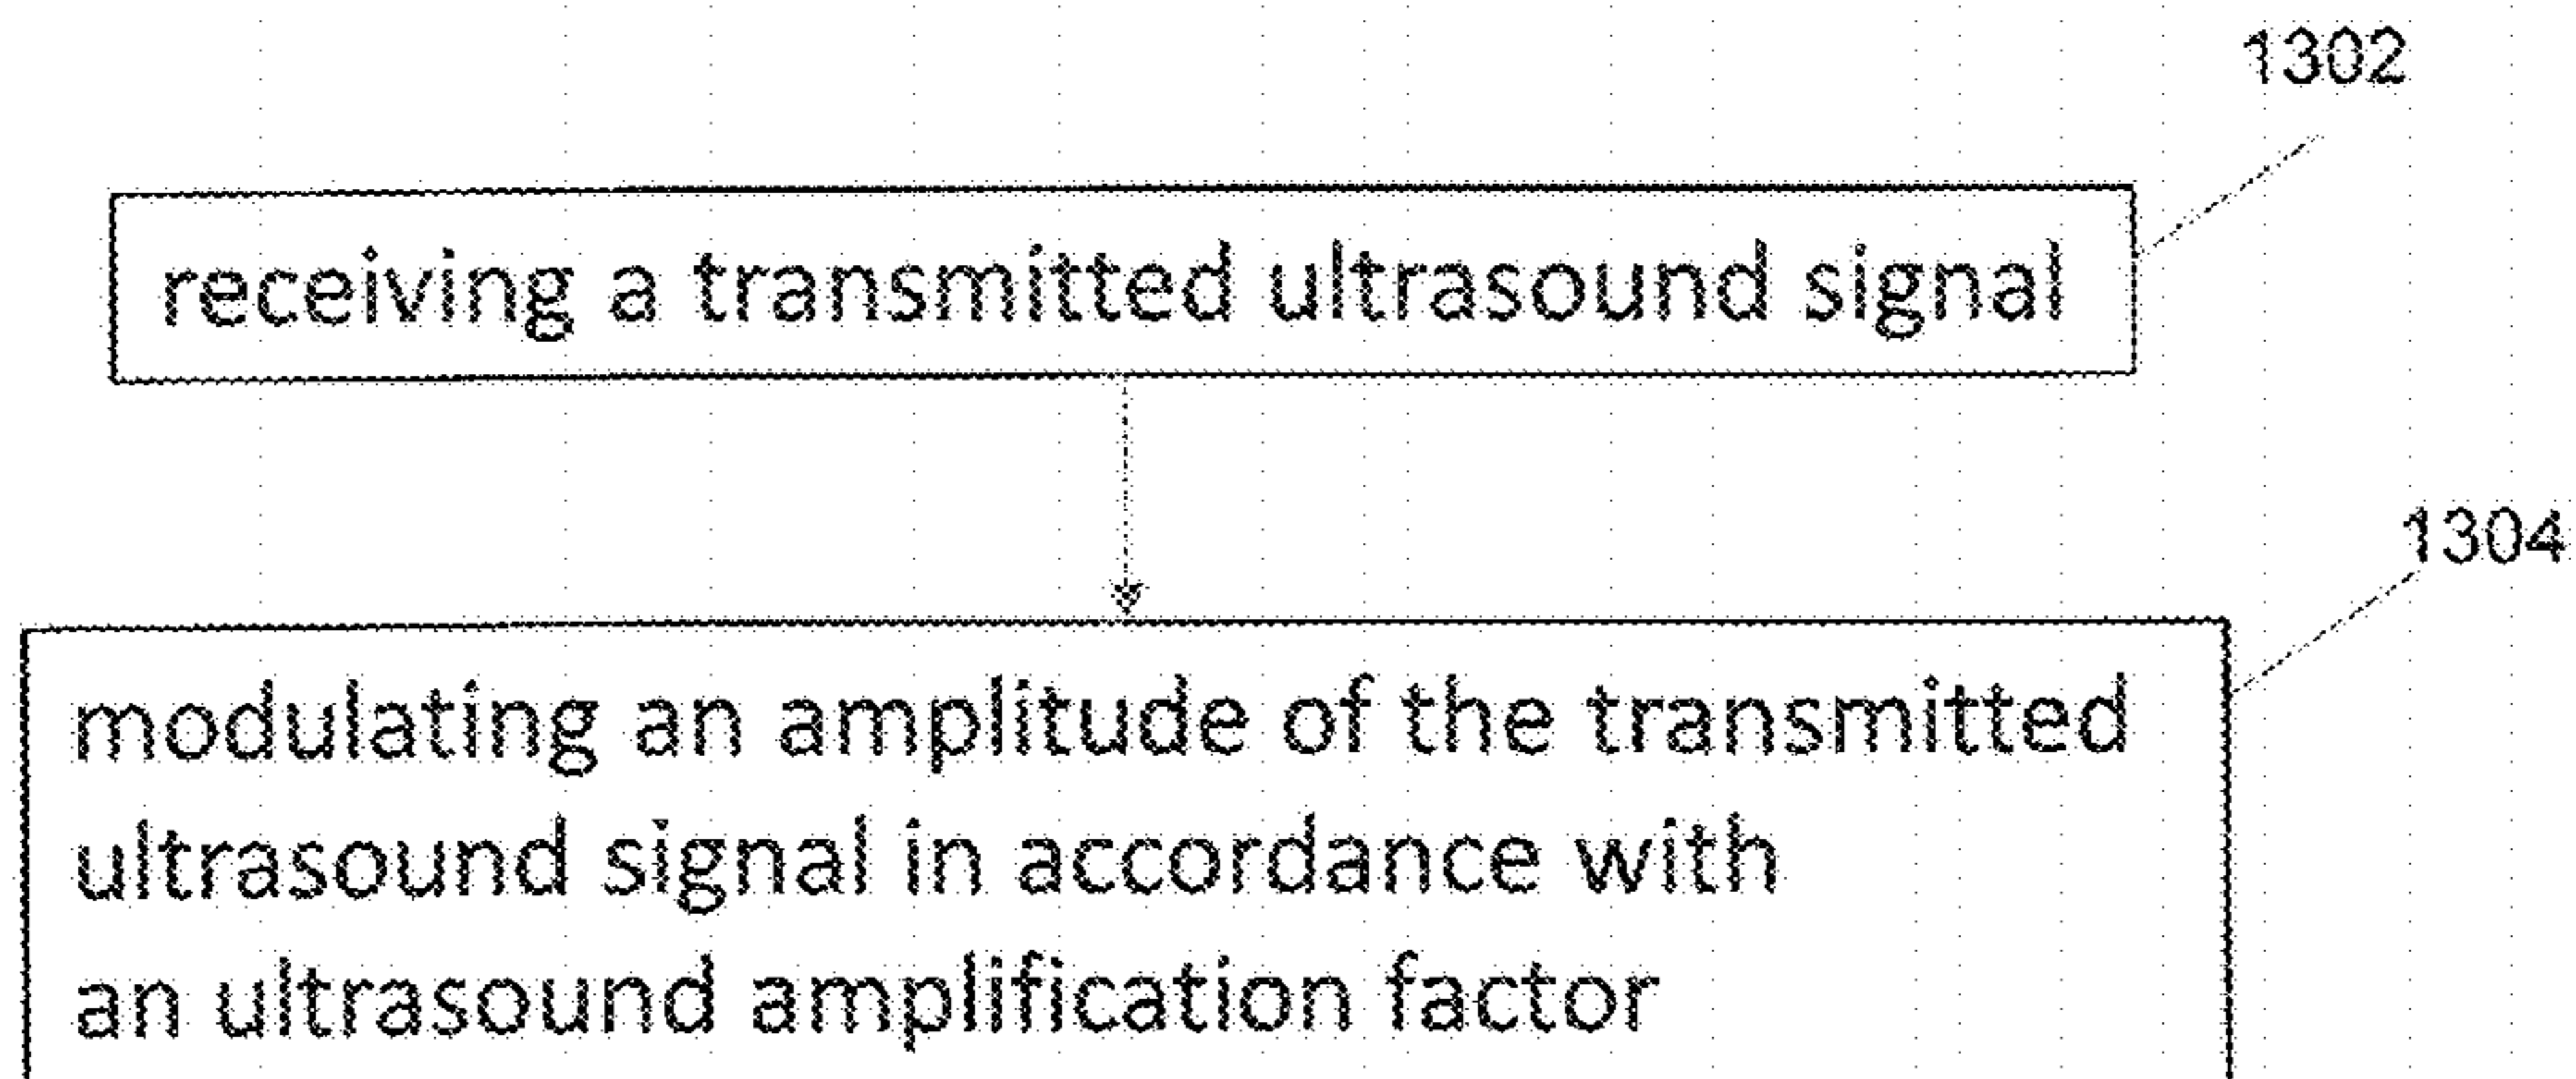 1302
receiving a transmitted ultrasound signal
1304
modulating an amplitude of the transmitted
ultrasound signal in accordance with
an ultrasound amplification factor